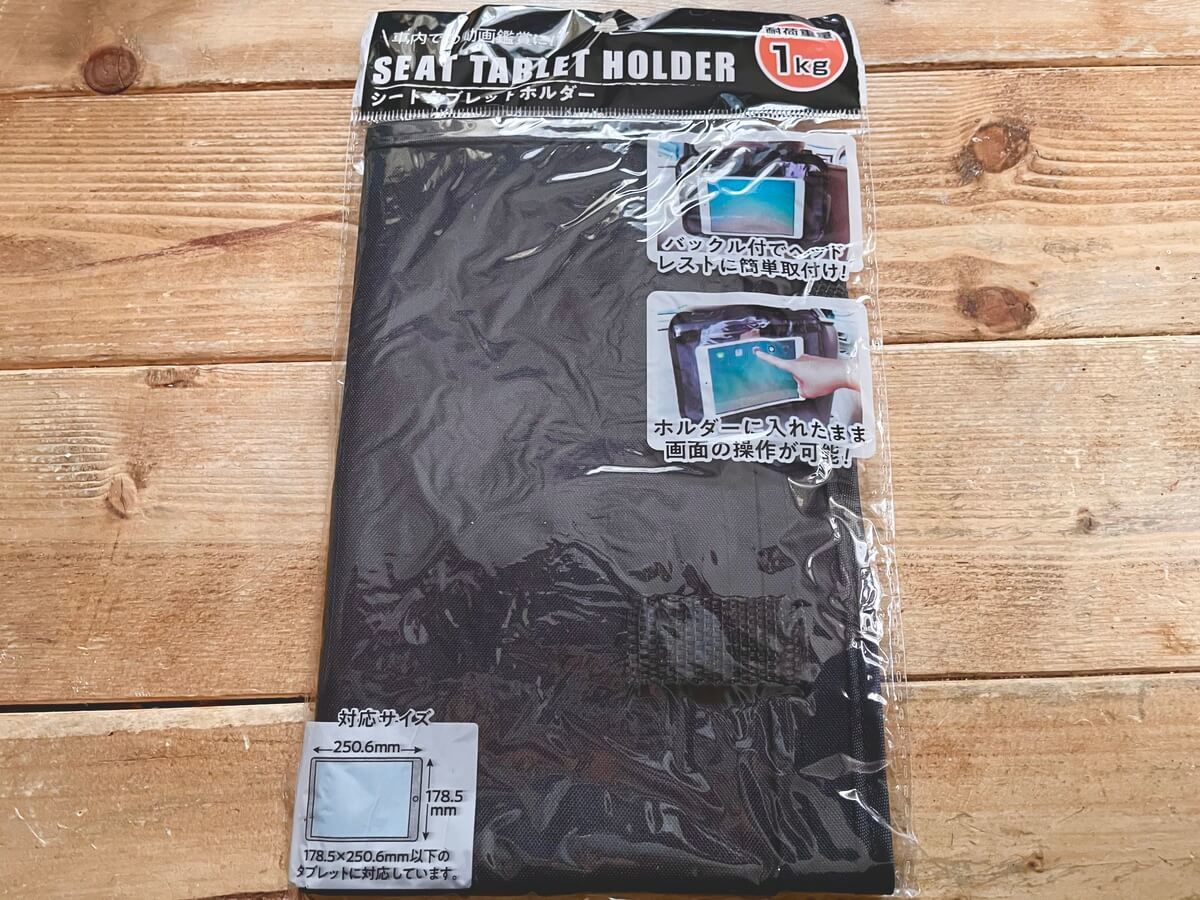 車内での動画鑑賞に!
SEAT TABLET HOLDER
シートタブレットホルダー
耐荷重量
1kg
バックル付でヘッド
レストに簡単取付け!
ホルダーに入れたまま
画面の操作が可能!
対応サイズ
250.6mm
178.5
mm
178.5×250.6mm以下の
タブレットに対応しています。